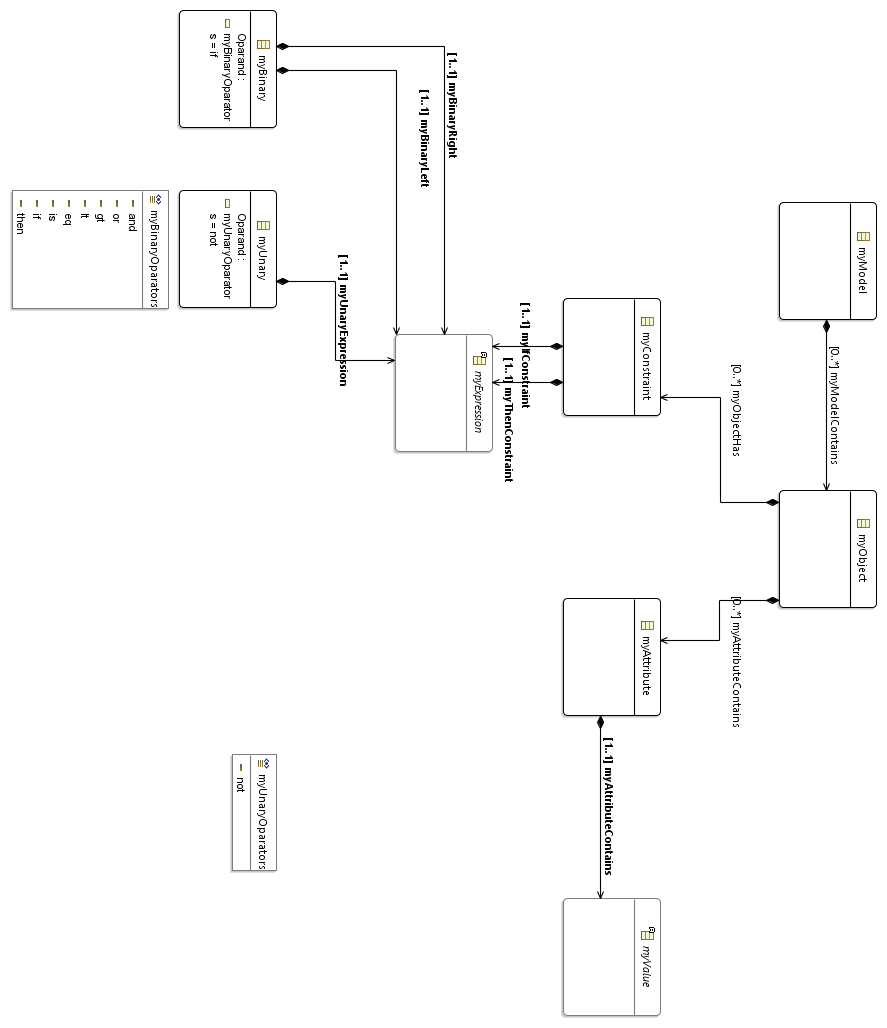 myModel
[0..*] myModelContains
myObject
[0..*] myObjectHas
[0..*] myAttributeContains
myConstraint
myAttribute
[1..1] myAttributeContains
myValue
[1..1] myIfConstraint
[1..1] myThenConstraint
myExpression
[1..1] myBinaryRight
[1..1] myBinaryLeft
[1..1] myUnaryExpression
myBinary
Oparand :
myBinaryOparator
s = if
myUnary
Oparand :
myUnaryOparator
s = not
myUnaryOparators
not
myBinaryOparators
and
or
gt
lt
eq
is
if
then